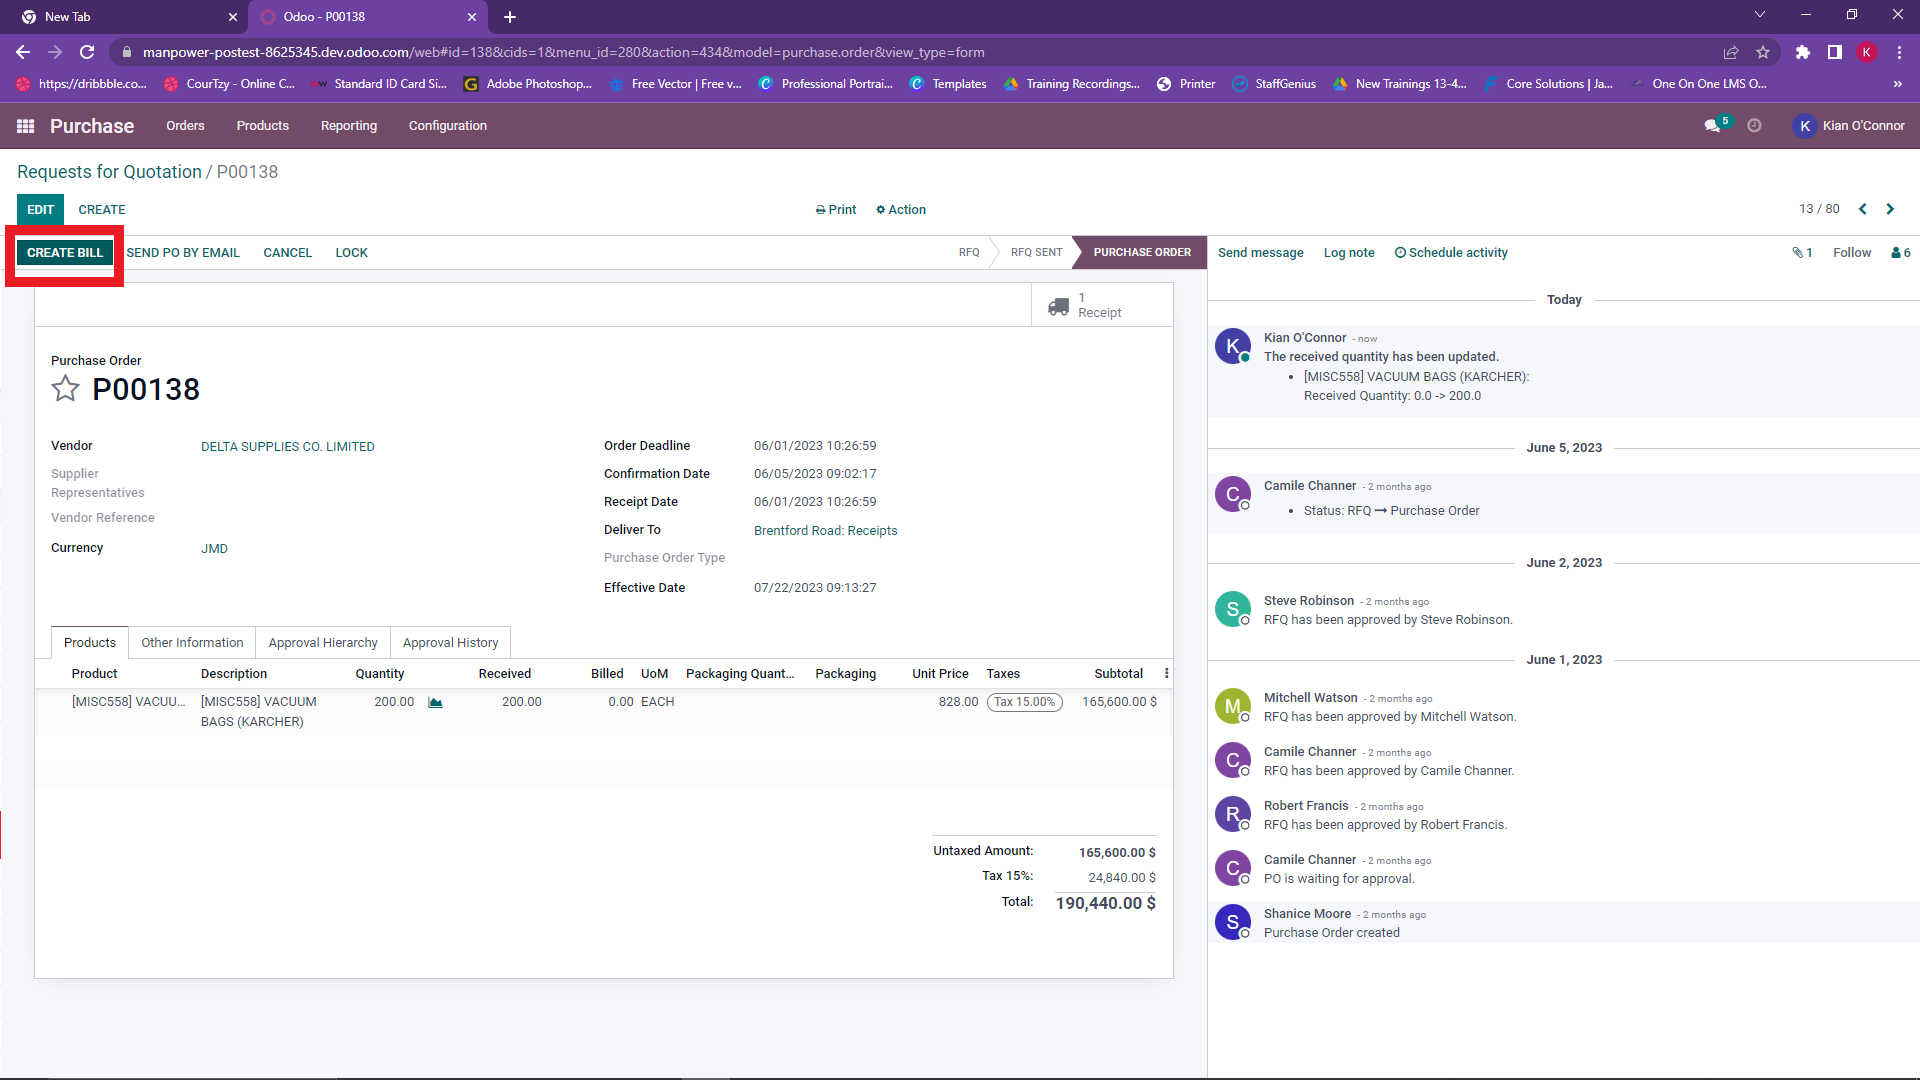 New Tab
Odoo - P00138
manpower-postest-8625345.dev.odoo.com/web#id=138&cids=1&menu_id=280&action=434&model=purchase.order&view_type=form
K
https://dribbble.co...
CourTzy - Online C...
Standard ID Card Si...
Adobe Photoshop...
Free Vector | Free v...
Professional Portrai...
Templates
Training Recordings...
Printer
StaffGenius
New Trainings 13-4...
Core Solutions | Ja...
One On One LMS O...
»
Purchase Orders Products Reporting Configuration
5
K Kian O'Connor
Requests for Quotation / P00138
EDIT CREATE
Print Action
13 / 80
CREATE BILL SEND PO BY EMAIL CANCEL LOCK
RFQ RFQ SENT PURCHASE ORDER
Send message Log note Schedule activity
1 Follow 6
1
Receipt
Purchase Order
P00138
Vendor DELTA SUPPLIES CO. LIMITED
Supplier
Representatives
Vendor Reference
Currency JMD
Order Deadline 06/01/2023 10:26:59
Confirmation Date 06/05/2023 09:02:17
Receipt Date 06/01/2023 10:26:59
Deliver To Brentford Road: Receipts
Purchase Order Type
Effective Date 07/22/2023 09:13:27
Products Other Information Approval Hierarchy Approval History
Product Description Quantity Received Billed UoM Packaging Quant... Packaging Unit Price Taxes Subtotal
[MISC558] VACUU... [MISC558] VACUUM 200.00 200.00 0.00 EACH 828.00 Tax 15.00% 165,600.00 $
BAGS (KARCHER)
Untaxed Amount: 165,600.00 $
Tax 15%: 24,840.00 $
Total: 190,440.00 $
Today
K
Kian O'Connor - now
The received quantity has been updated.
• [MISC558] VACUUM BAGS (KARCHER):
Received Quantity: 0.0 -> 200.0
June 5, 2023
C
Camile Channer - 2 months ago
• Status: RFQ → Purchase Order
June 2, 2023
S
Steve Robinson - 2 months ago
RFQ has been approved by Steve Robinson.
June 1, 2023
M
Mitchell Watson - 2 months ago
RFQ has been approved by Mitchell Watson.
C
Camile Channer - 2 months ago
RFQ has been approved by Camile Channer.
R
Robert Francis - 2 months ago
RFQ has been approved by Robert Francis.
C
Camile Channer - 2 months ago
PO is waiting for approval.
S
Shanice Moore - 2 months ago
Purchase Order created